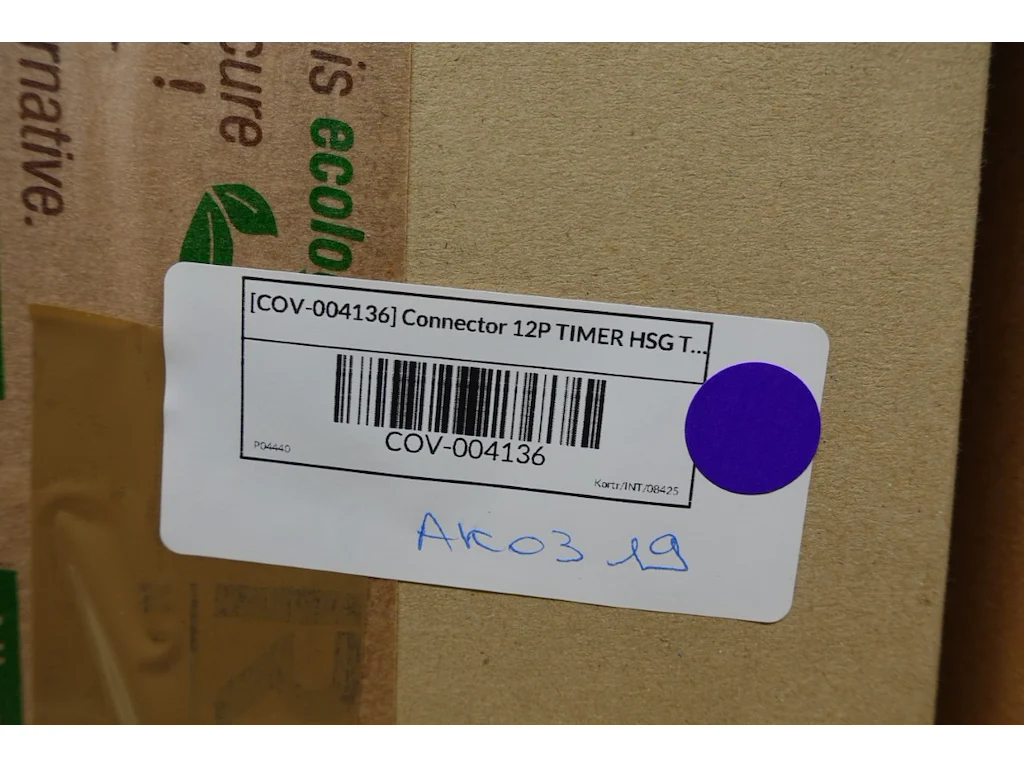 rnative.
cure
!
is ecolo
[COV-004136] Connector 12P TIMER HSG T...
COV-004136
P04440
Kortr/INT/08425
AK03 19